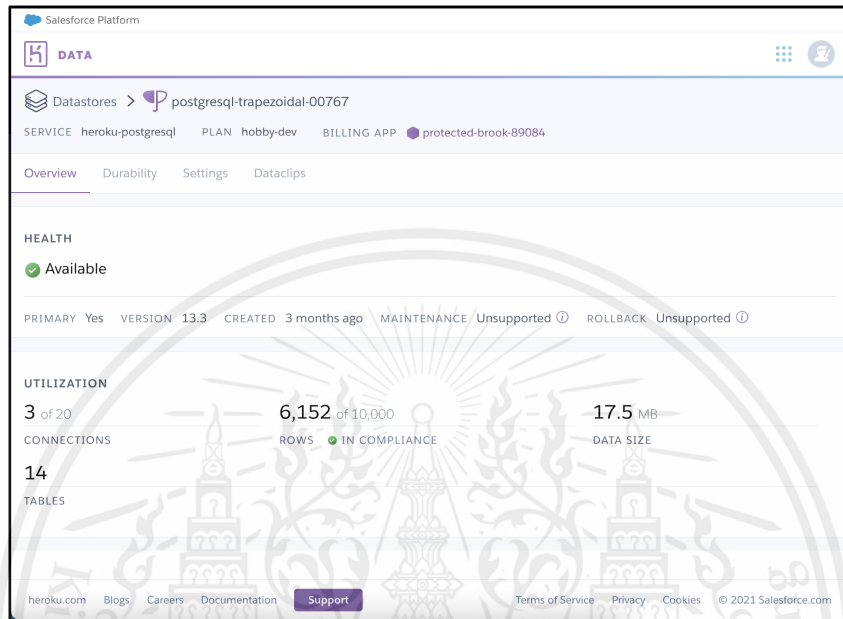 Salesforce Platform
DATA
Datastores > postgresql-trapezoidal-00767
SERVICE heroku-postgresql PLAN hobby-dev BILLING APP protected-brook-89084
Overview Durability Settings Dataclips
HEALTH
Available
PRIMARY Yes VERSION 13.3 CREATED 3 months ago MAINTENANCE Unsupported ROLLBACK Unsupported
UTILIZATION
3 of 20 6,152 of 10,000 17.5 MB
CONNECTIONS ROWS IN COMPLIANCE DATA SIZE
14
TABLES
heroku.com Blogs Careers Documentation Support Terms of Service Privacy Cookies © 2021 Salesforce.com